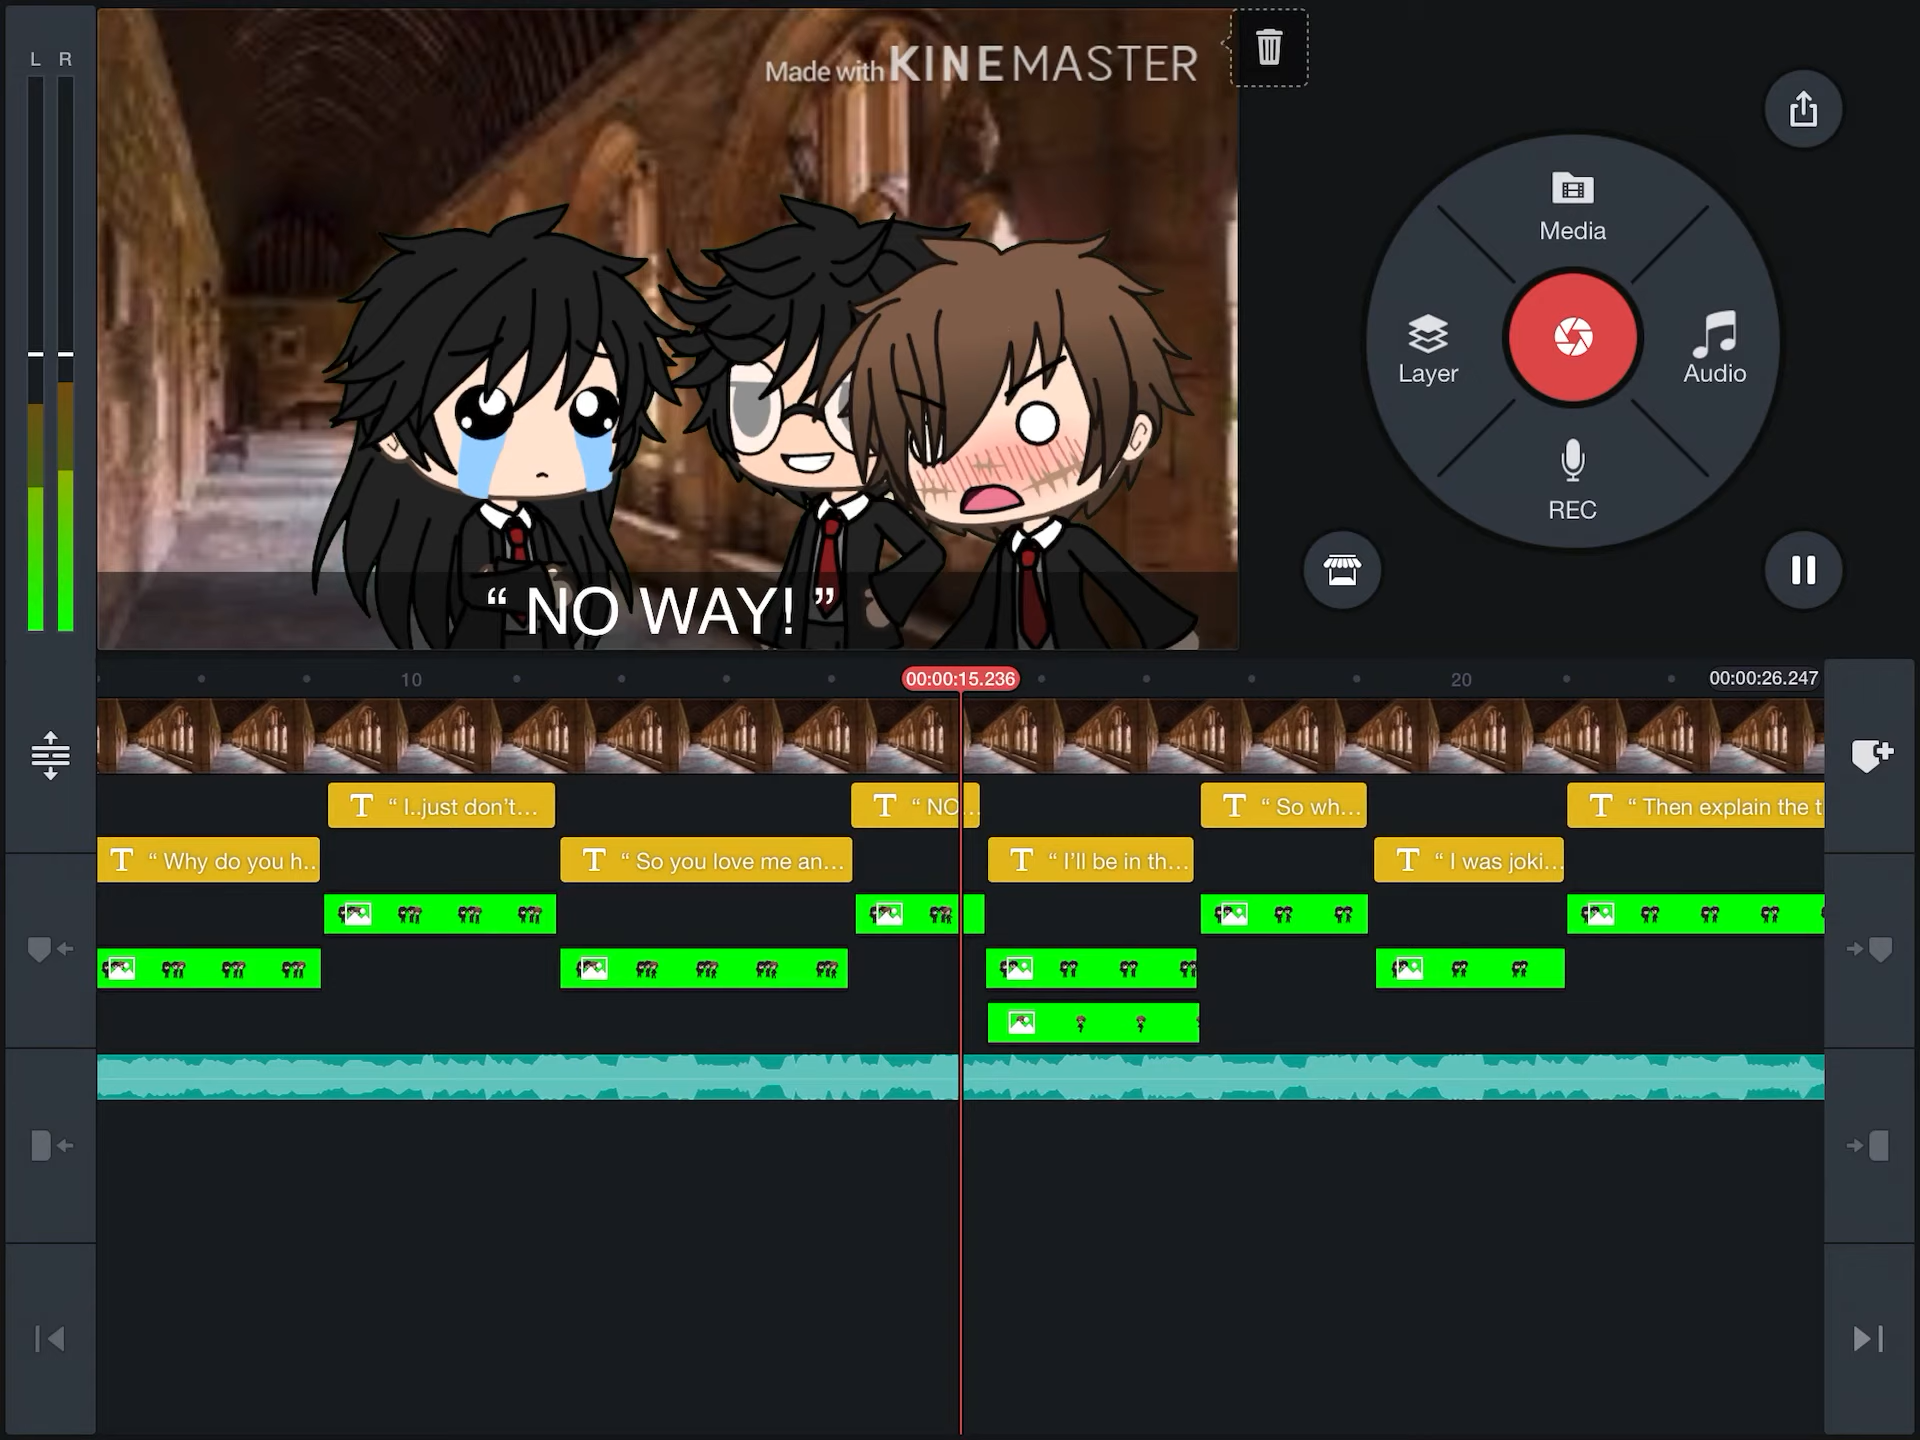 L R
Made with KINEMASTER
Media
Layer
Audio
REC
“ NO WAY! ”
10
00:00:15.236
20
00:00:26.247
T “ I..just don’t...
T “ NO...
T “ So wh...
T “ Then explain the t
T “ Why do you h..
T “ So you love me an...
T “ I’ll be in th...
T “ I was joki...